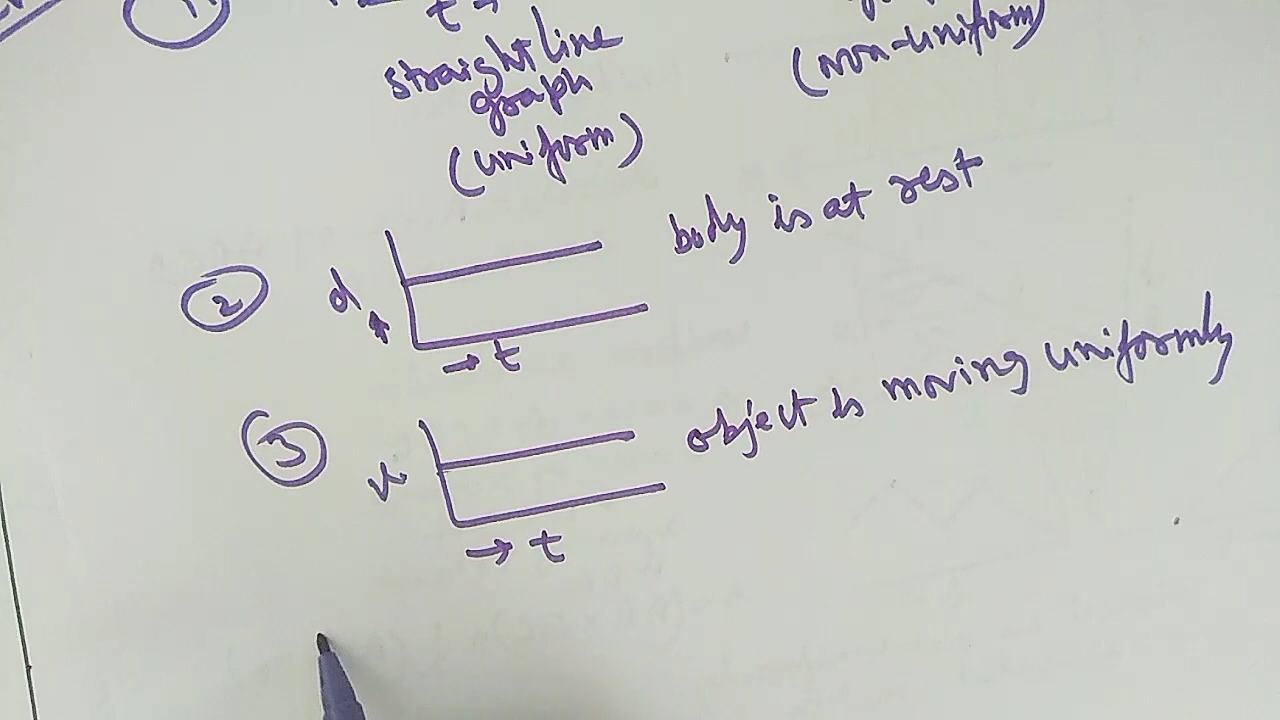 t →
straight line
graph
(uniform)
(non-uniform)
2
d
→ t
body is at rest
3
v
→ t
object is moving uniformly